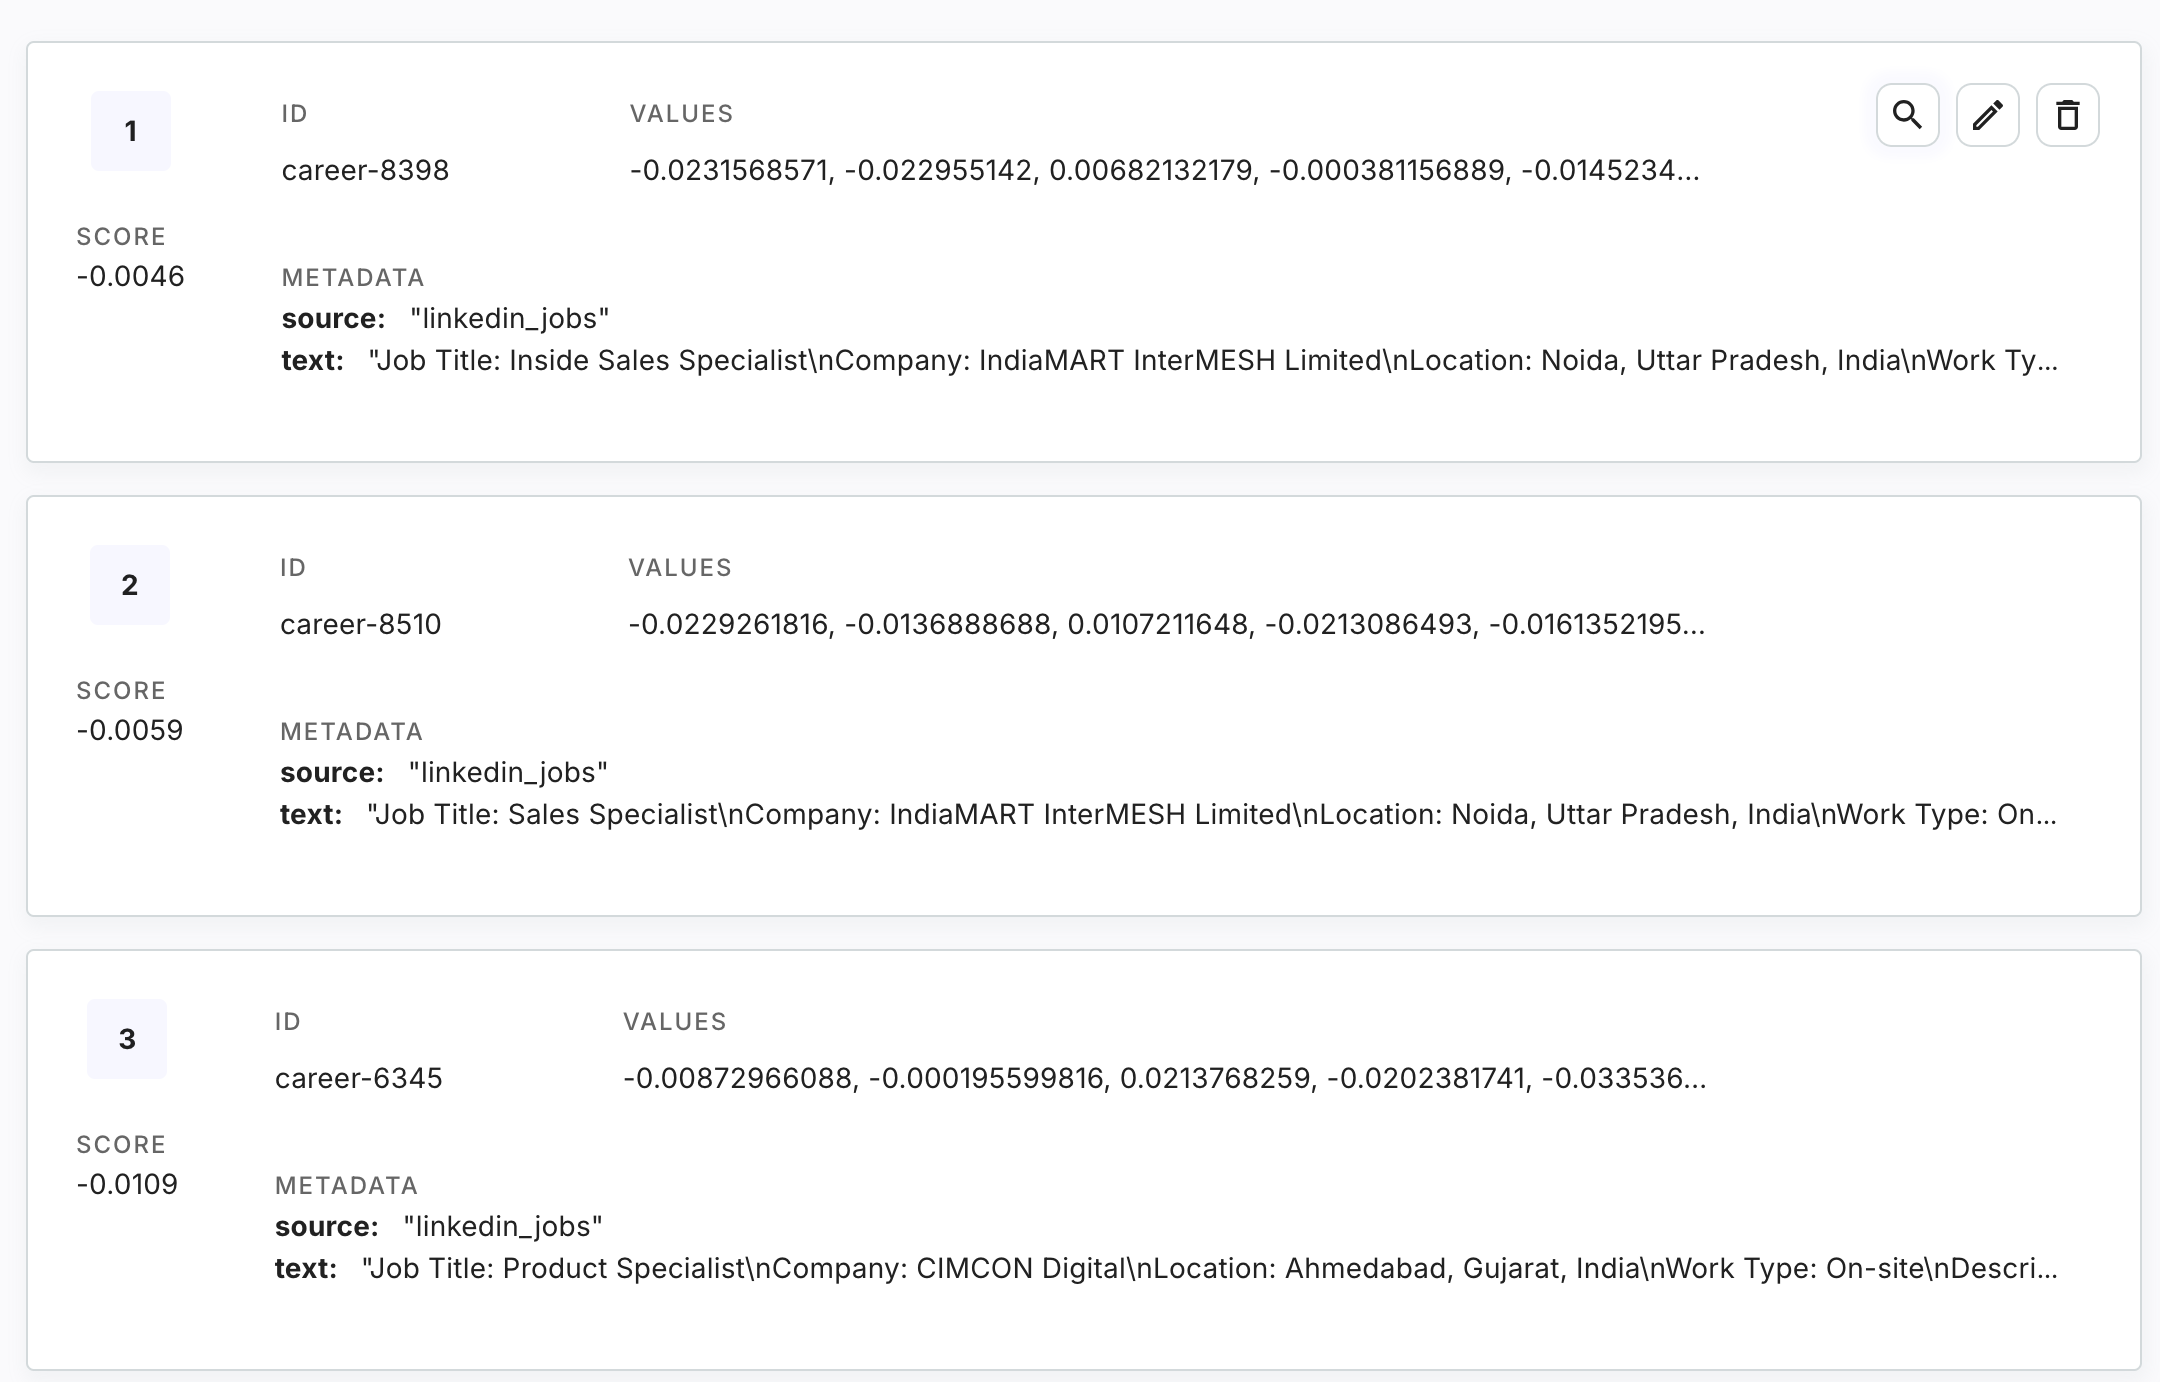 1
ID
VALUES
career-8398
-0.0231568571, -0.022955142, 0.00682132179, -0.000381156889, -0.0145234...
SCORE
-0.0046
METADATA
source: "linkedin_jobs"
text: "Job Title: Inside Sales Specialist\nCompany: IndiaMART InterMESH Limited\nLocation: Noida, Uttar Pradesh, India\nWork Ty...
2
ID
VALUES
career-8510
-0.0229261816, -0.0136888688, 0.0107211648, -0.0213086493, -0.0161352195...
SCORE
-0.0059
METADATA
source: "linkedin_jobs"
text: "Job Title: Sales Specialist\nCompany: IndiaMART InterMESH Limited\nLocation: Noida, Uttar Pradesh, India\nWork Type: On...
3
ID
VALUES
career-6345
-0.00872966088, -0.000195599816, 0.0213768259, -0.0202381741, -0.033536...
SCORE
-0.0109
METADATA
source: "linkedin_jobs"
text: "Job Title: Product Specialist\nCompany: CIMCON Digital\nLocation: Ahmedabad, Gujarat, India\nWork Type: On-site\nDescri...